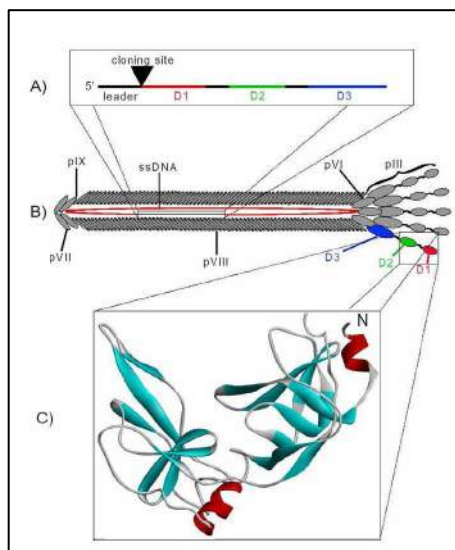 cloning site
A) 5'
leader D1 D2 D3
pIX ssDNA pVI pIII
B)
pVII pVIII D3 D2 D1
N
C)